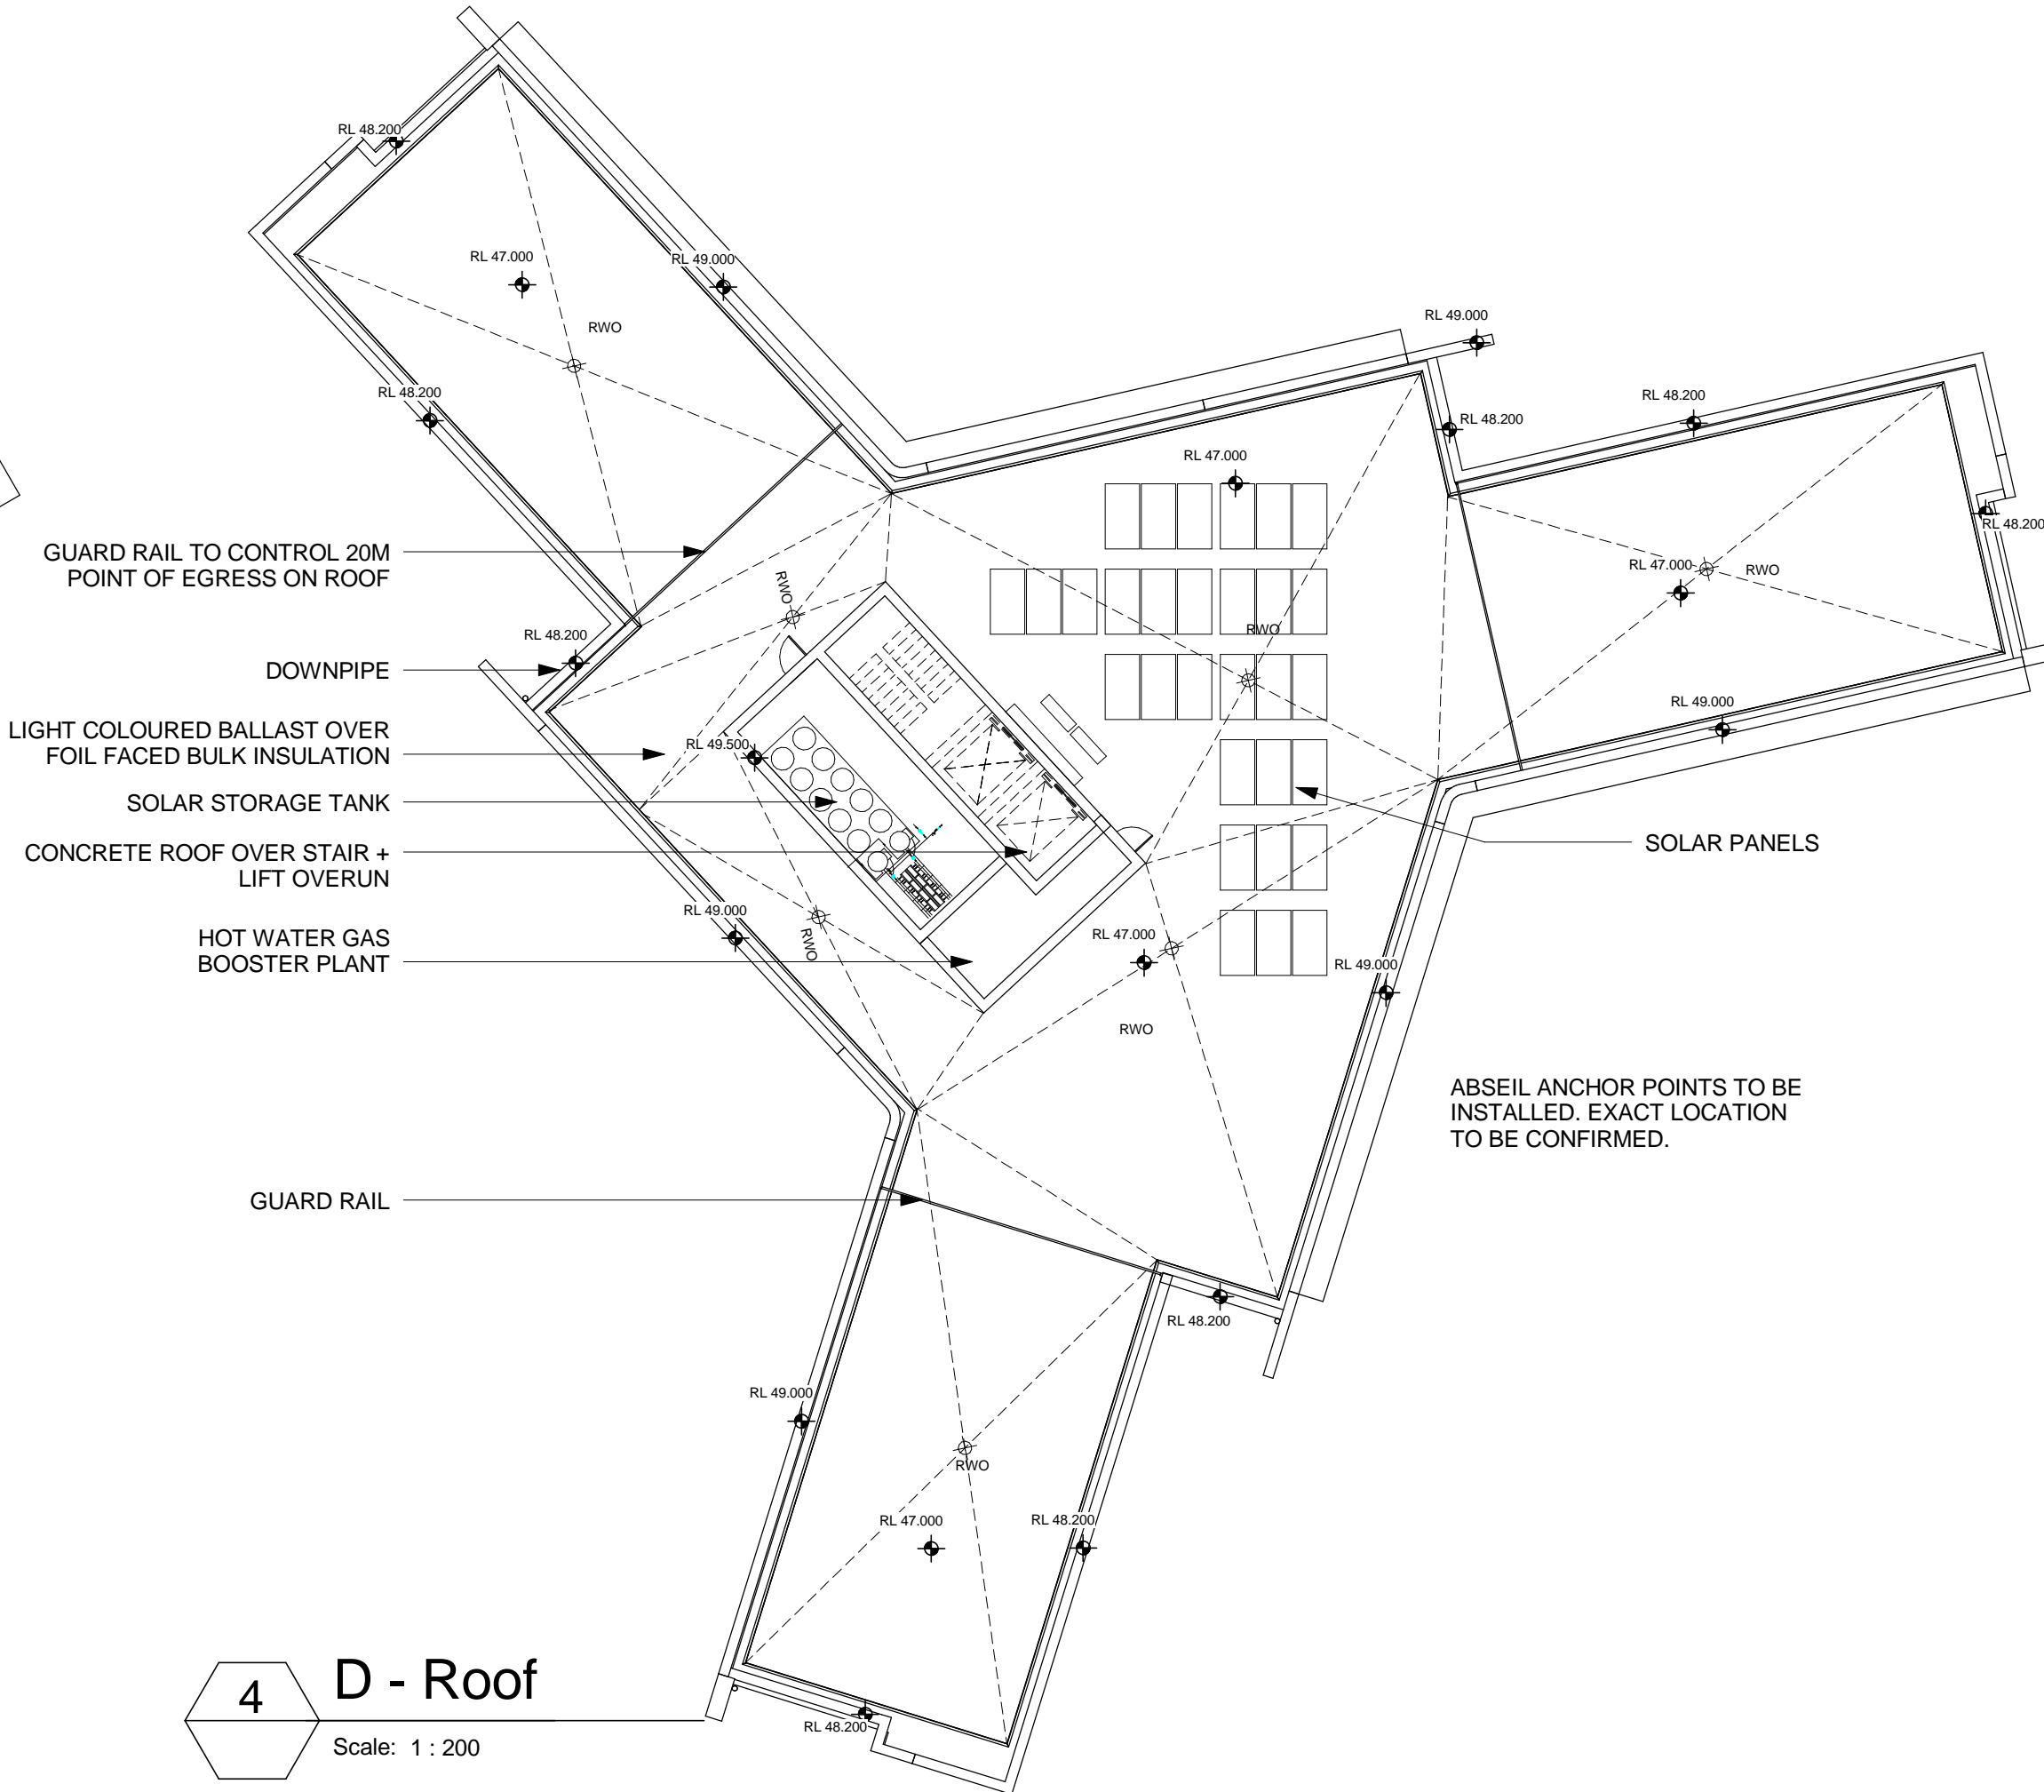 RL 48.200
RL 47.000
RL 49.000
RWO
RL 49.000
RL 48.200
RL 48.200
RL 48.200
RL 47.000
RL 48.200
GUARD RAIL TO CONTROL 20M
POINT OF EGRESS ON ROOF
RWO
RL 47.000
RWO
RL 48.200
RWO
DOWNPIPE
RL 49.000
LIGHT COLOURED BALLAST OVER
FOIL FACED BULK INSULATION
RL 49.500
SOLAR STORAGE TANK
CONCRETE ROOF OVER STAIR +
LIFT OVERUN
SOLAR PANELS
RL 49.000
HOT WATER GAS
BOOSTER PLANT
RWO
RL 47.000
RL 49.000
RWO
ABSEIL ANCHOR POINTS TO BE
INSTALLED. EXACT LOCATION
TO BE CONFIRMED.
GUARD RAIL
RL 48.200
RL 49.000
RWO
RL 47.000
RL 48.200
RL 48.200
4
D - Roof
Scale: 1 : 200